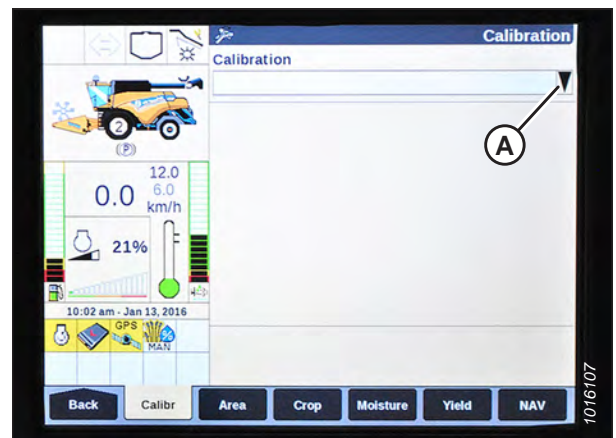 Calibration
Calibration
A
2
(P)
12.0
0.0
6.0
km/h
21%
10:02 am - Jan 13, 2016
GPS
MAN
Back
Calibr
Area
Crop
Moisture
Yield
NAV
1016107